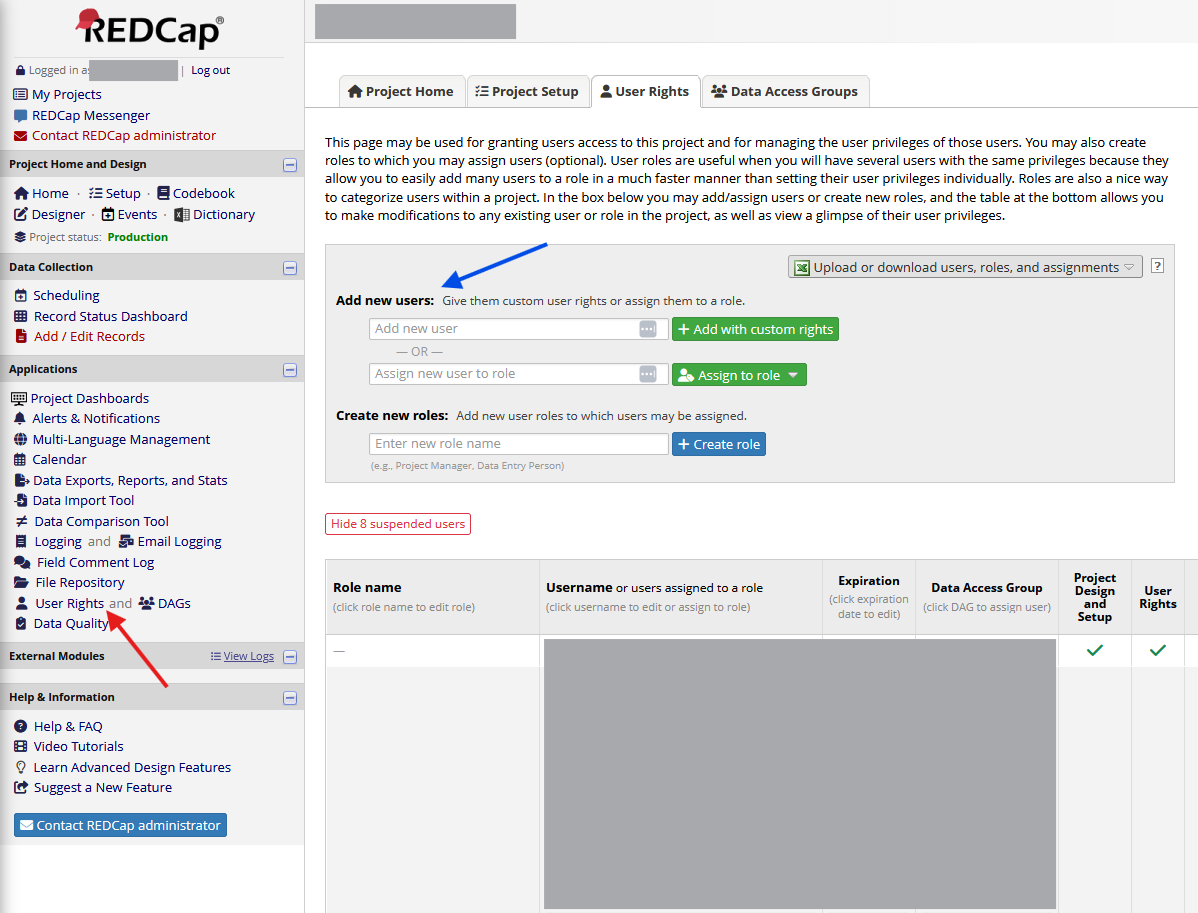 REDCap®
Logged in as | Log out
My Projects
REDCap Messenger
Contact REDCap administrator
Project Home and Design
Home · Setup · Codebook
Designer · Events · Dictionary
Project status: Production
Data Collection
Scheduling
Record Status Dashboard
Add / Edit Records
Applications
Project Dashboards
Alerts & Notifications
Multi-Language Management
Calendar
Data Exports, Reports, and Stats
Data Import Tool
Data Comparison Tool
Logging and Email Logging
Field Comment Log
File Repository
User Rights and DAGs
Data Quality
External Modules View Logs
Help & Information
Help & FAQ
Video Tutorials
Learn Advanced Design Features
Suggest a New Feature
Contact REDCap administrator
Project Home Project Setup User Rights Data Access Groups
This page may be used for granting users access to this project and for managing the user privileges of those users. You may also create
roles to which you may assign users (optional). User roles are useful when you will have several users with the same privileges because they
allow you to easily add many users to a role in a much faster manner than setting their user privileges individually. Roles are also a nice way
to categorize users within a project. In the box below you may add/assign users or create new roles, and the table at the bottom allows you
to make modifications to any existing user or role in the project, as well as view a glimpse of their user privileges.
Upload or download users, roles, and assignments ?
Add new users: Give them custom user rights or assign them to a role.
Add new user + Add with custom rights
— OR —
Assign new user to role Assign to role
Create new roles: Add new user roles to which users may be assigned.
Enter new role name + Create role
(e.g., Project Manager, Data Entry Person)
Hide 8 suspended users
Role name
(click role name to edit role)
Username or users assigned to a role
(click username to edit or assign to role)
Expiration
(click expiration
date to edit)
Data Access Group
(click DAG to assign user)
Project
Design
and
Setup
User
Rights
—